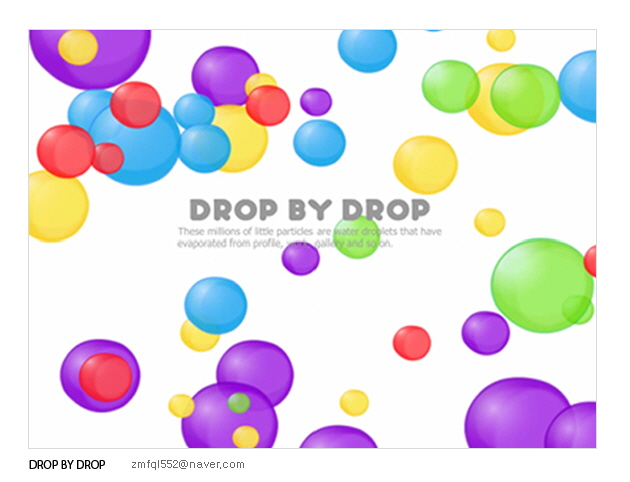 DROP BY DROP
These millions of little particles are water droplets that have
evaporated from profile, work, gallery and so on.
DROP BY DROP zmfql552@naver.com